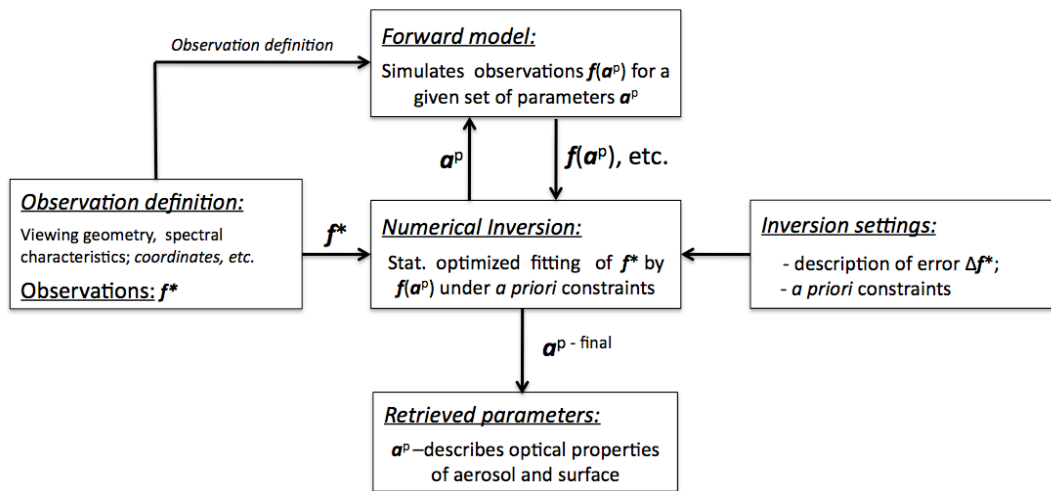 Observation definition
Forward model:
Simulates observations f(aᵖ) for a
given set of parameters aᵖ
aᵖ
f(aᵖ), etc.
Observation definition:
Viewing geometry, spectral
characteristics; coordinates, etc.
Observations: f*
f*
Numerical Inversion:
Stat. optimized fitting of f* by
f(aᵖ) under a priori constraints
Inversion settings:
- description of error Δf*;
- a priori constraints
aᵖ ⁻ ᶠⁱⁿᵃˡ
Retrieved parameters:
aᵖ –describes optical properties
of aerosol and surface